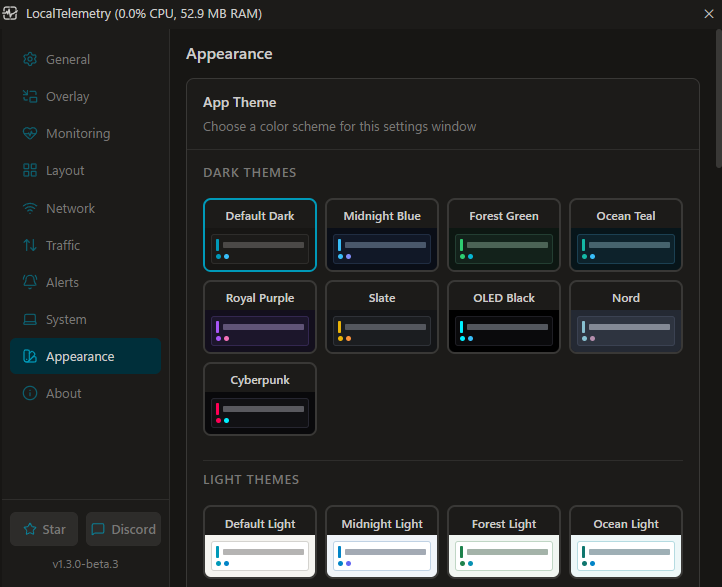 LocalTelemetry (0.0% CPU, 52.9 MB RAM)
General
Overlay
Monitoring
Layout
Network
Traffic
Alerts
System
Appearance
About
Star
Discord
v1.3.0-beta.3
Appearance
App Theme
Choose a color scheme for this settings window
DARK THEMES
Default Dark
Midnight Blue
Forest Green
Ocean Teal
Royal Purple
Slate
OLED Black
Nord
Cyberpunk
LIGHT THEMES
Default Light
Midnight Light
Forest Light
Ocean Light